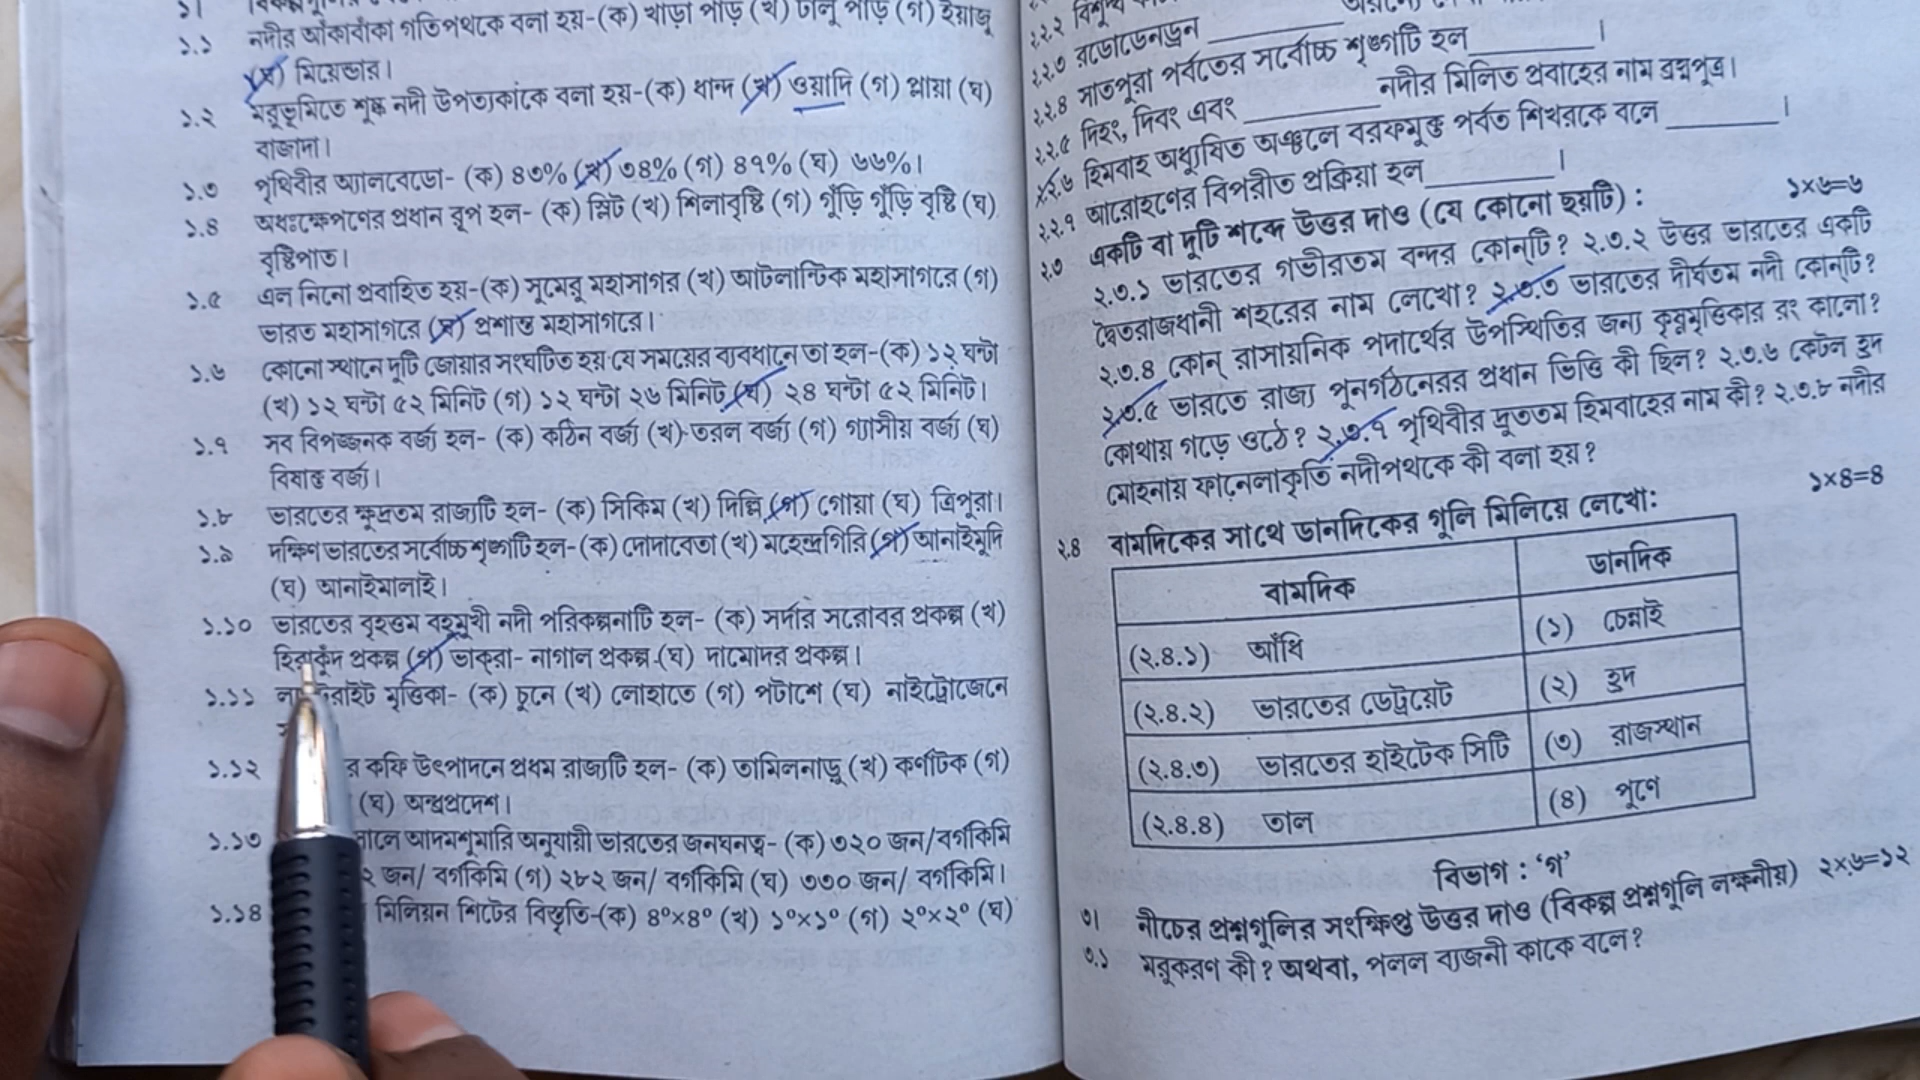 ১।
১.১ নদীর আঁকাবাঁকা গতিপথকে বলা হয়-(ক) খাড়া পাড় (খ) ঢালু পাড় (গ) ইয়াজু
(ঘ) মিয়েন্ডার।
১.২ মরুভূমিতে শুষ্ক নদী উপত্যকাকে বলা হয়-(ক) ধান্দ (খ) ওয়াদি (গ) প্লায়া (ঘ)
বাজাদা।
১.৩ পৃথিবীর অ্যালবেডো- (ক) ৪৩% (খ) ৩৪% (গ) ৪৭% (ঘ) ৬৬%।
১.৪ অধঃক্ষেপণের প্রধান রূপ হল- (ক) স্লিট (খ) শিলাবৃষ্টি (গ) গুঁড়ি গুঁড়ি বৃষ্টি (ঘ)
বৃষ্টিপাত।
১.৫ এল নিনো প্রবাহিত হয়-(ক) সুমেরু মহাসাগর (খ) আটলান্টিক মহাসাগরে (গ)
ভারত মহাসাগরে (ঘ) প্রশান্ত মহাসাগরে।
১.৬ কোনো স্থানে দুটি জোয়ার সংঘটিত হয় যে সময়ের ব্যবধানে তা হল-(ক) ১২ ঘন্টা
(খ) ১২ ঘন্টা ৫২ মিনিট (গ) ১২ ঘন্টা ২৬ মিনিট (ঘ) ২৪ ঘন্টা ৫২ মিনিট।
১.৭ সব বিপজ্জনক বর্জ্য হল- (ক) কঠিন বর্জ্য (খ) তরল বর্জ্য (গ) গ্যাসীয় বর্জ্য (ঘ)
বিষাক্ত বর্জ্য।
১.৮ ভারতের ক্ষুদ্রতম রাজ্যটি হল- (ক) সিকিম (খ) দিল্লি (গ) গোয়া (ঘ) ত্রিপুরা।
১.৯ দক্ষিণ ভারতের সর্বোচ্চ শৃঙ্গটি হল-(ক) দোদাবেতা (খ) মহেন্দ্রগিরি (গ) আনাইমুদি
(ঘ) আনাইমালাই।
১.১০ ভারতের বৃহত্তম বহুমুখী নদী পরিকল্পনাটি হল- (ক) সর্দার সরোবর প্রকল্প (খ)
হিরাকুঁদ প্রকল্প (গ) ভাক্‌রা- নাগাল প্রকল্প (ঘ) দামোদর প্রকল্প।
১.১১ মৃত্তিকা- (ক) চুনে (খ) লোহাতে (গ) পটাশে (ঘ) নাইট্রোজেনে
১.১২ কফি উৎপাদনে প্রথম রাজ্যটি হল- (ক) তামিলনাড়ু (খ) কর্ণাটক (গ)
(ঘ) অন্ধ্রপ্রদেশ।
১.১৩ আদমশুমারি অনুযায়ী ভারতের জনঘনত্ব- (ক) ৩২০ জন/বর্গকিমি
২ জন/ বর্গকিমি (গ) ২৮২ জন/ বর্গকিমি (ঘ) ৩৩০ জন/ বর্গকিমি।
১.১৪ মিলিয়ন শিটের বিস্তৃতি-(ক) ৪°×৪° (খ) ১°×১° (গ) ২°×২° (ঘ)
২.২.২ বিশুদ্ধ
২.২.৩ রডোডেনড্রন ________
২.২.৪ সাতপুরা পর্বতের সর্বোচ্চ শৃঙ্গটি হল ________ ।
২.২.৫ দিহং, দিবং এবং ________ নদীর মিলিত প্রবাহের নাম ব্রহ্মপুত্র।
২.২.৬ হিমবাহ অধ্যুষিত অঞ্চলে বরফমুক্ত পর্বত শিখরকে বলে ________ ।
২.২.৭ আরোহণের বিপরীত প্রক্রিয়া হল ________ ।
২.৩ একটি বা দুটি শব্দে উত্তর দাও (যে কোনো ছয়টি) : ১×৬=৬
২.৩.১ ভারতের গভীরতম বন্দর কোন্‌টি? ২.৩.২ উত্তর ভারতের একটি
দ্বৈতরাজধানী শহরের নাম লেখো? ২.৩.৩ ভারতের দীর্ঘতম নদী কোন্‌টি?
২.৩.৪ কোন্‌ রাসায়নিক পদার্থের উপস্থিতির জন্য কৃষ্ণমৃত্তিকার রং কালো?
২.৩.৫ ভারতে রাজ্য পুনর্গঠনেরর প্রধান ভিত্তি কী ছিল? ২.৩.৬ কেটল হ্রদ
কোথায় গড়ে ওঠে? ২.৩.৭ পৃথিবীর দ্রুততম হিমবাহের নাম কী? ২.৩.৮ নদীর
মোহনায় ফানেলাকৃতি নদীপথকে কী বলা হয়?
২.৪ বামদিকের সাথে ডানদিকের গুলি মিলিয়ে লেখো: ১×৪=৪
বামদিক ডানদিক
(২.৪.১) আঁধি (১) চেন্নাই
(২.৪.২) ভারতের ডেট্রয়েট (২) হ্রদ
(২.৪.৩) ভারতের হাইটেক সিটি (৩) রাজস্থান
(২.৪.৪) তাল (৪) পুণে
বিভাগ : ‘গ’
৩। নীচের প্রশ্নগুলির সংক্ষিপ্ত উত্তর দাও (বিকল্প প্রশ্নগুলি লক্ষনীয়) ২×৬=১২
৩.১ মরুকরণ কী? অথবা, পলল ব্যজনী কাকে বলে?